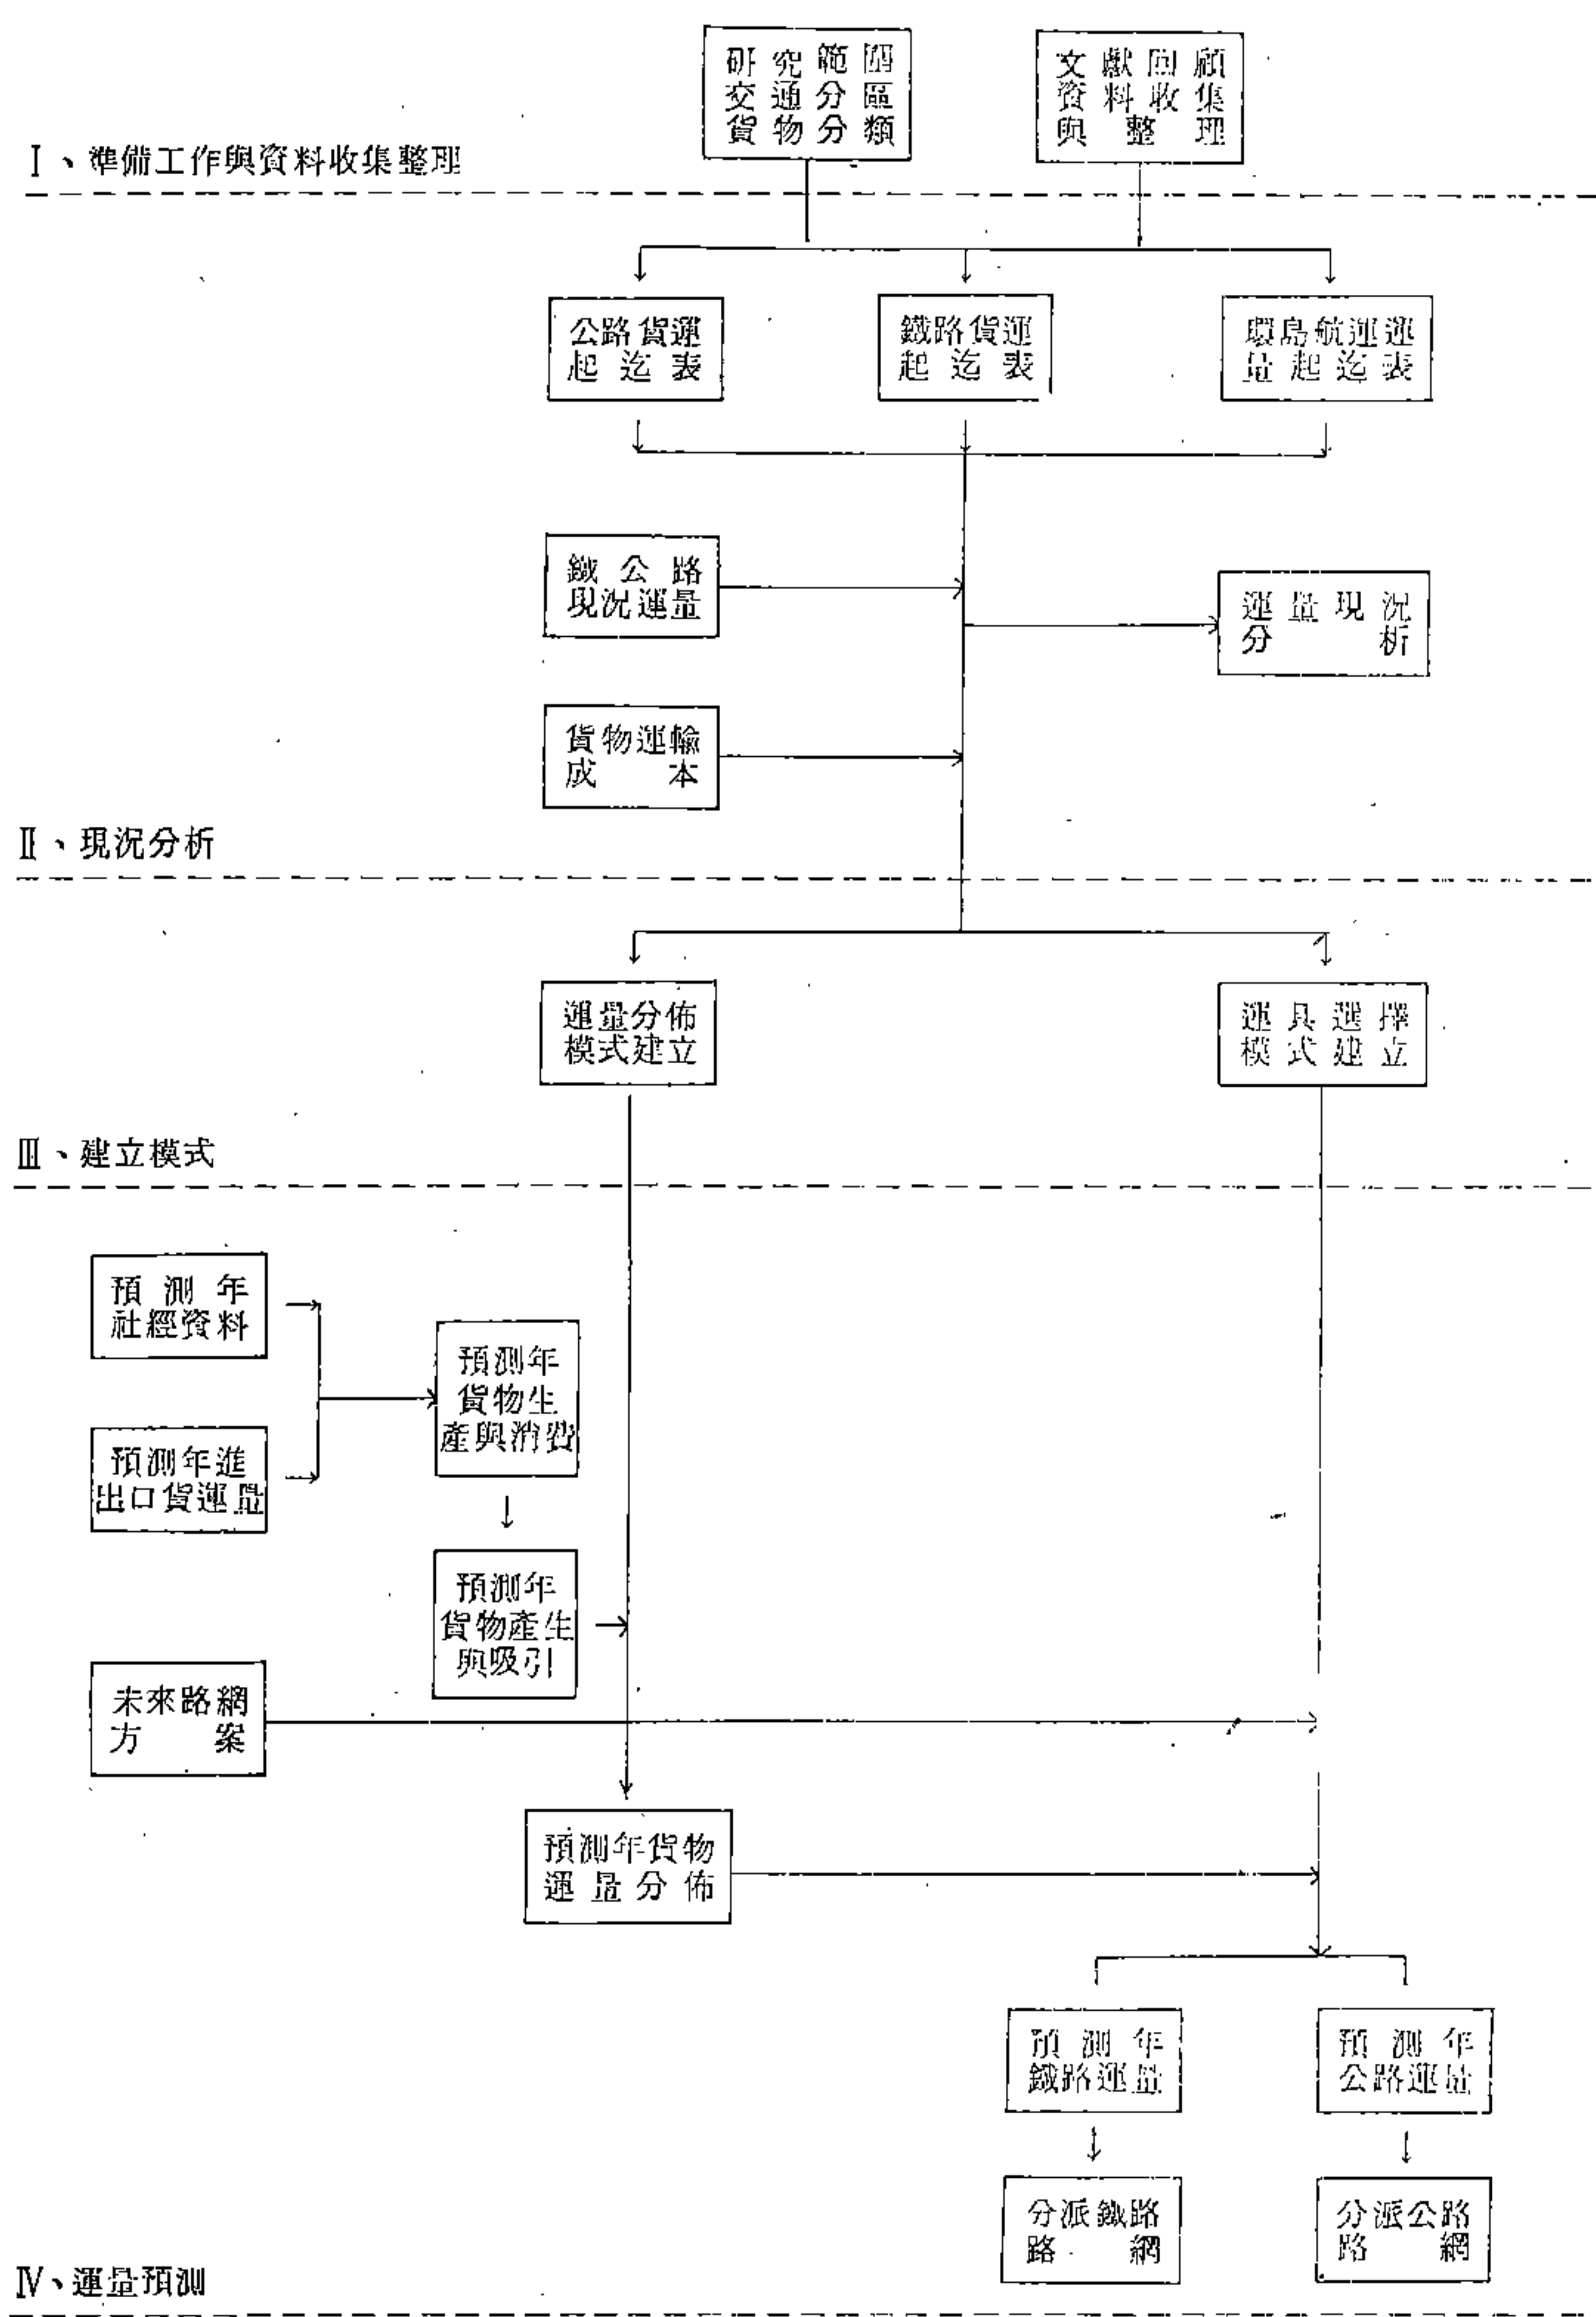 研究範圍
交通分區
貨物分類
文獻回顧
資料收集
與整理
Ⅰ、準備工作與資料收集整理
公路貨運
起迄表
鐵路貨運
起迄表
環島航運運
量起迄表
鐵公路
現況運量
運量現況
分析
貨物運輸
成本
Ⅱ、現況分析
運量分佈
模式建立
運具選擇
模式建立
Ⅲ、建立模式
預測年
社經資料
預測年
貨物生
產與消費
預測年進
出口貨運量
預測年
貨物產生
與吸引
未來路網
方案
預測年貨物
運量分佈
預測年
鐵路運量
預測年
公路運量
分派鐵路
路網
分派公路
路網
Ⅳ、運量預測